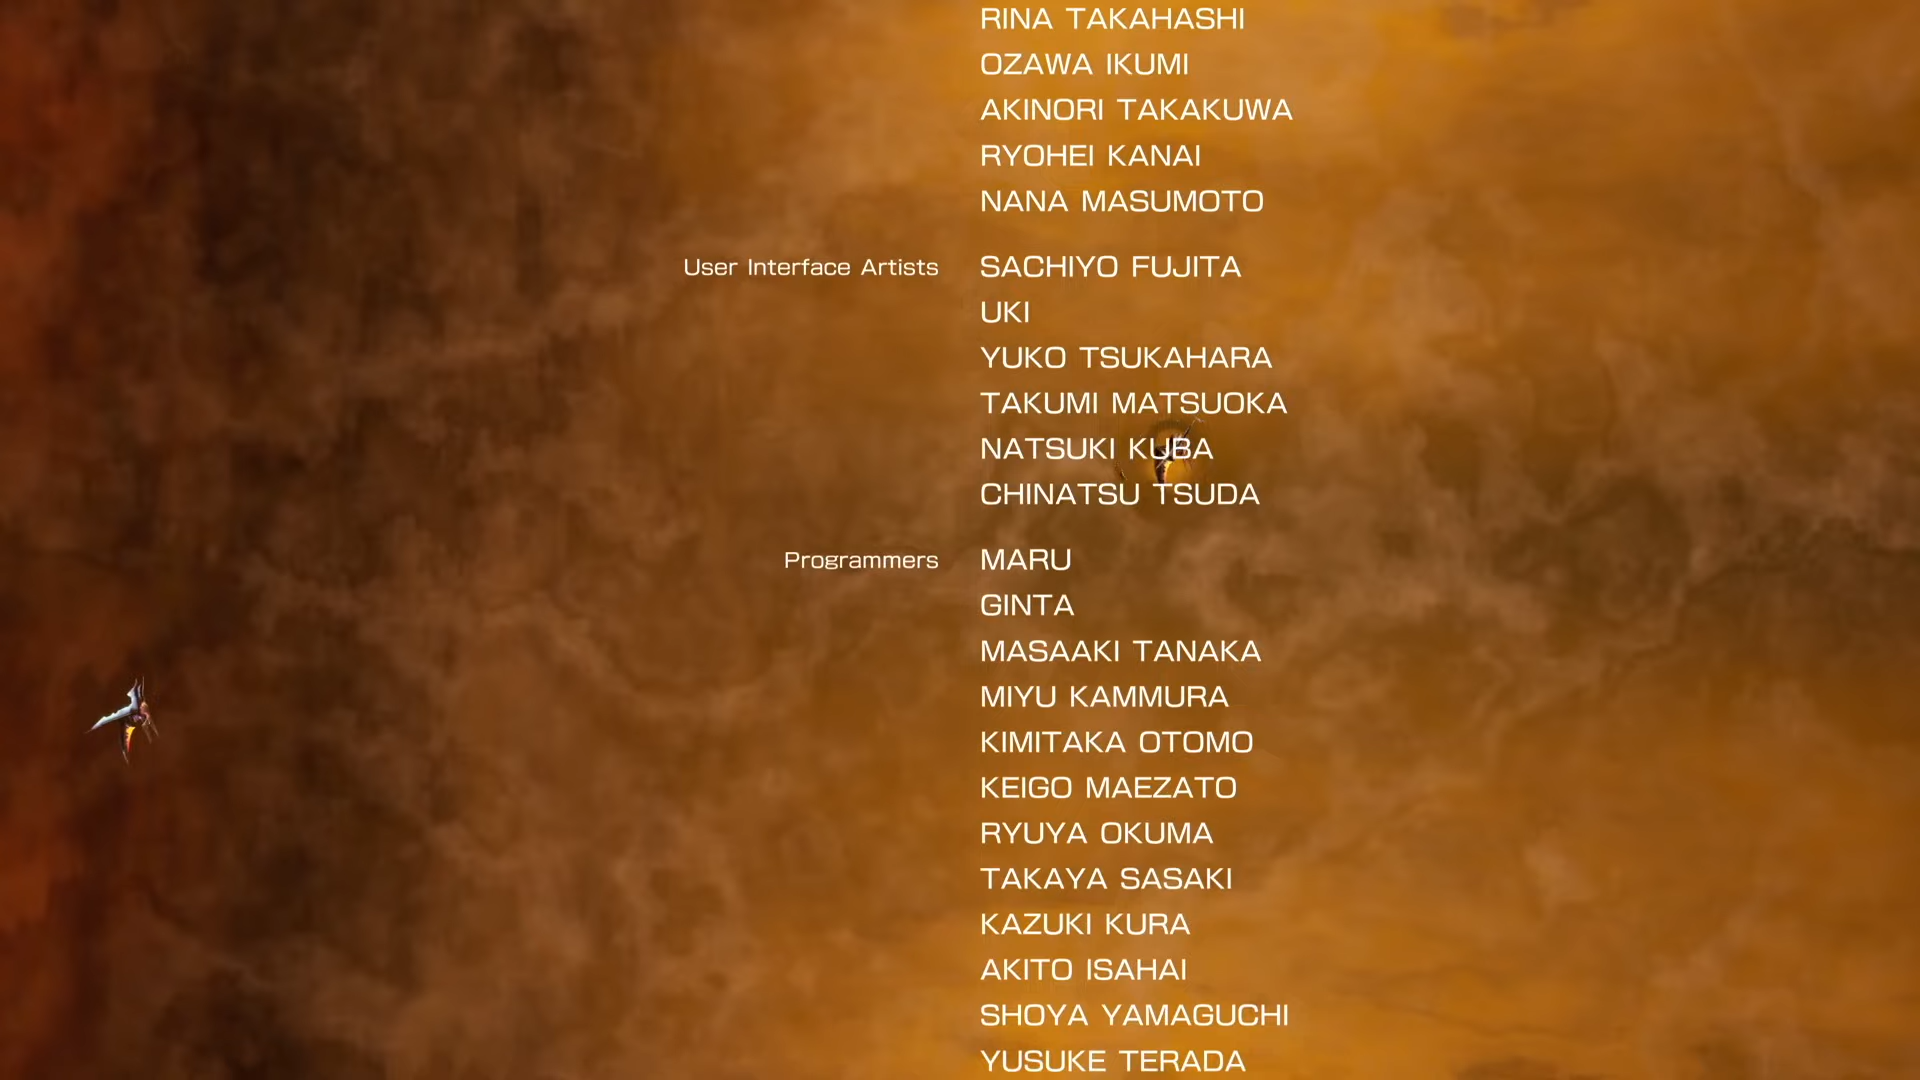 RINA TAKAHASHI
OZAWA IKUMI
AKINORI TAKAKUWA
RYOHEI KANAI
NANA MASUMOTO
User Interface Artists SACHIYO FUJITA
UKI
YUKO TSUKAHARA
TAKUMI MATSUOKA
NATSUKI KUBA
CHINATSU TSUDA
Programmers MARU
GINTA
MASAAKI TANAKA
MIYU KAMMURA
KIMITAKA OTOMO
KEIGO MAEZATO
RYUYA OKUMA
TAKAYA SASAKI
KAZUKI KURA
AKITO ISAHAI
SHOYA YAMAGUCHI
YUSUKE TERADA